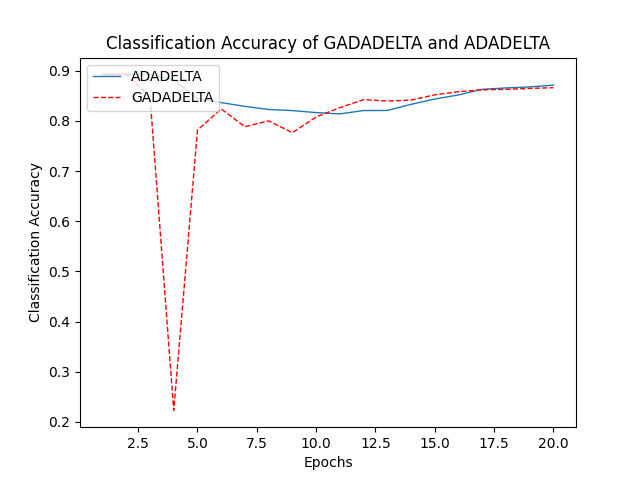 Classification Accuracy of GADADELTA and ADADELTA
ADADELTA
GADADELTA
0.9
0.8
0.7
0.6
0.5
0.4
0.3
0.2
Classification Accuracy
2.5 5.0 7.5 10.0 12.5 15.0 17.5 20.0
Epochs